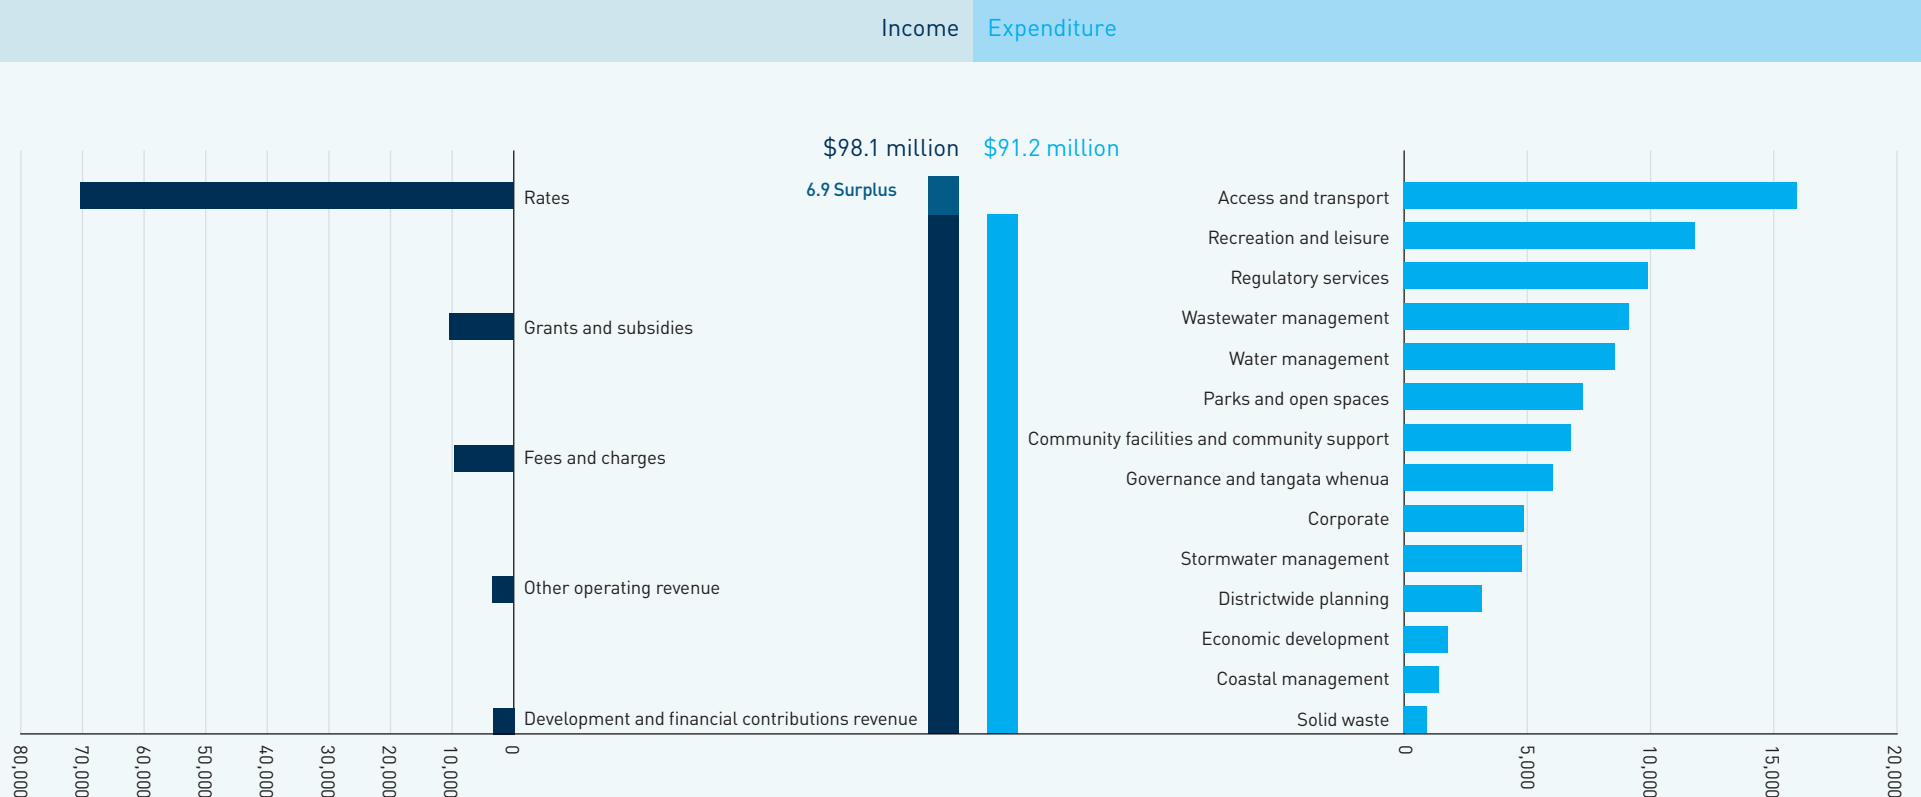 Income
Expenditure
$98.1 million
$91.2 million
6.9 Surplus
Rates
Grants and subsidies
Fees and charges
Other operating revenue
Development and financial contributions revenue
80,000
70,000
60,000
50,000
40,000
30,000
20,000
10,000
0
Access and transport
Recreation and leisure
Regulatory services
Wastewater management
Water management
Parks and open spaces
Community facilities and community support
Governance and tangata whenua
Corporate
Stormwater management
Districtwide planning
Economic development
Coastal management
Solid waste
0
5,000
10,000
15,000
20,000